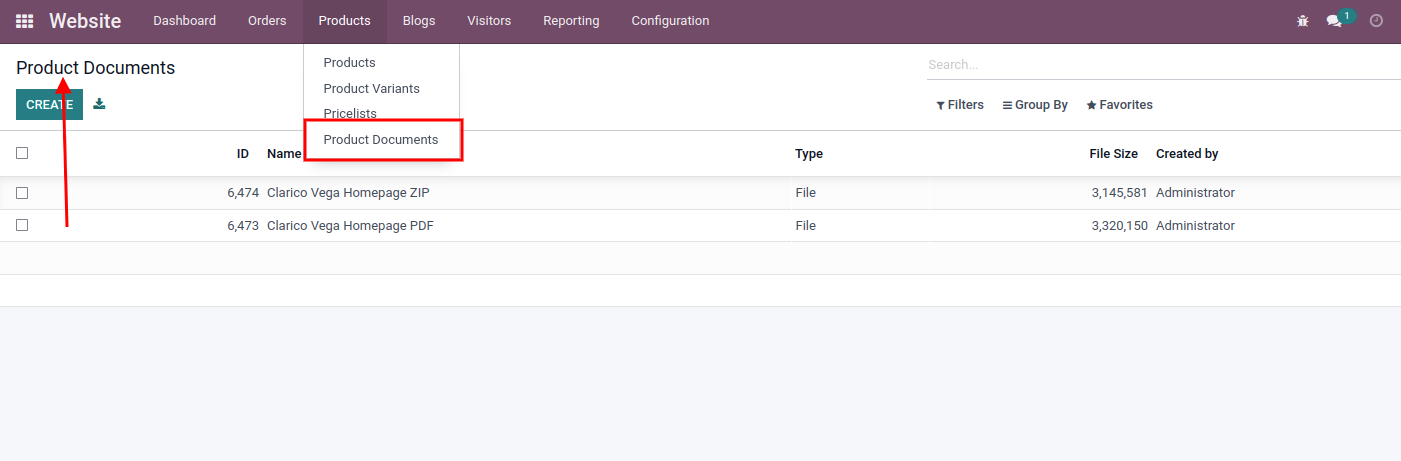 Website Dashboard Orders Products Blogs Visitors Reporting Configuration 1
Product Documents
Search...
CREATE
Filters Group By Favorites
Products
Product Variants
Pricelists
Product Documents
ID Name Type File Size Created by
6,474 Clarico Vega Homepage ZIP File 3,145,581 Administrator
6,473 Clarico Vega Homepage PDF File 3,320,150 Administrator